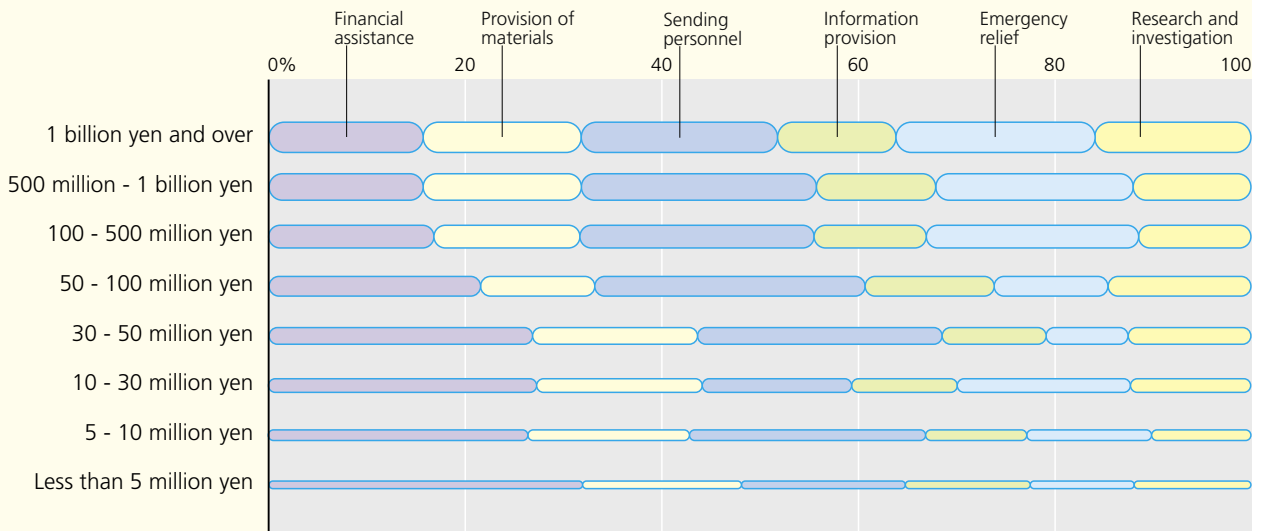 Financial
assistance
Provision of
materials
Sending
personnel
Information
provision
Emergency
relief
Research and
investigation
0% 20 40 60 80 100
1 billion yen and over
500 million - 1 billion yen
100 - 500 million yen
50 - 100 million yen
30 - 50 million yen
10 - 30 million yen
5 - 10 million yen
Less than 5 million yen